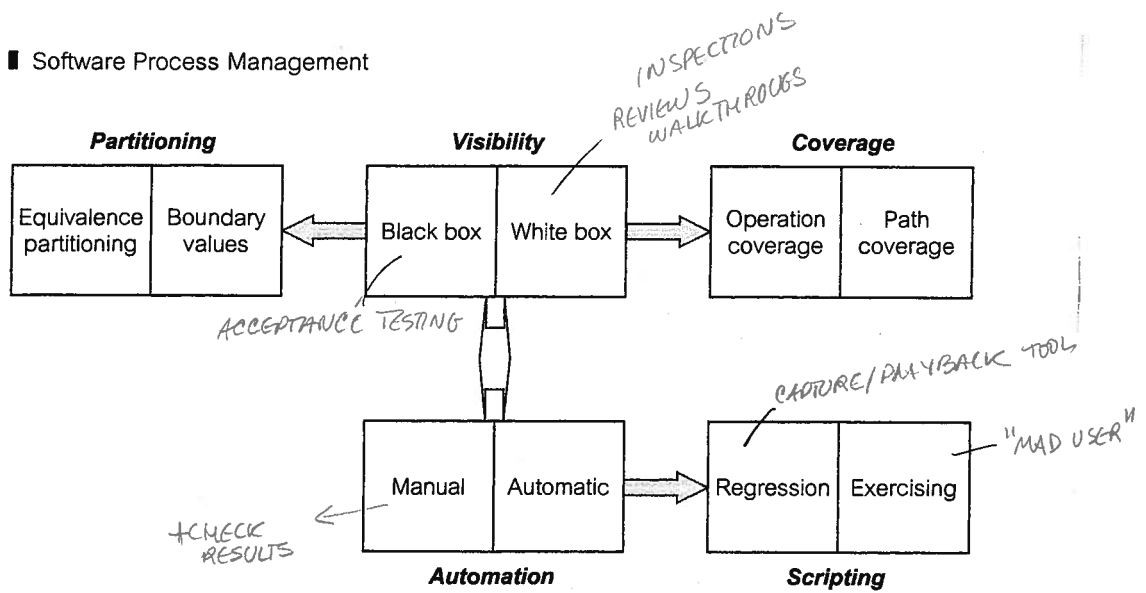 Software Process Management
INSPECTIONS
REVIEWS
WALKTHROUGS
Partitioning
Visibility
Coverage
Equivalence
partitioning
Boundary
values
Black box
White box
Operation
coverage
Path
coverage
ACCEPTANCE TESTING
CAPTURE/PLAYBACK TOOL
"MAD USER"
Manual
Automatic
Regression
Exercising
+CHECK
RESULTS
Automation
Scripting